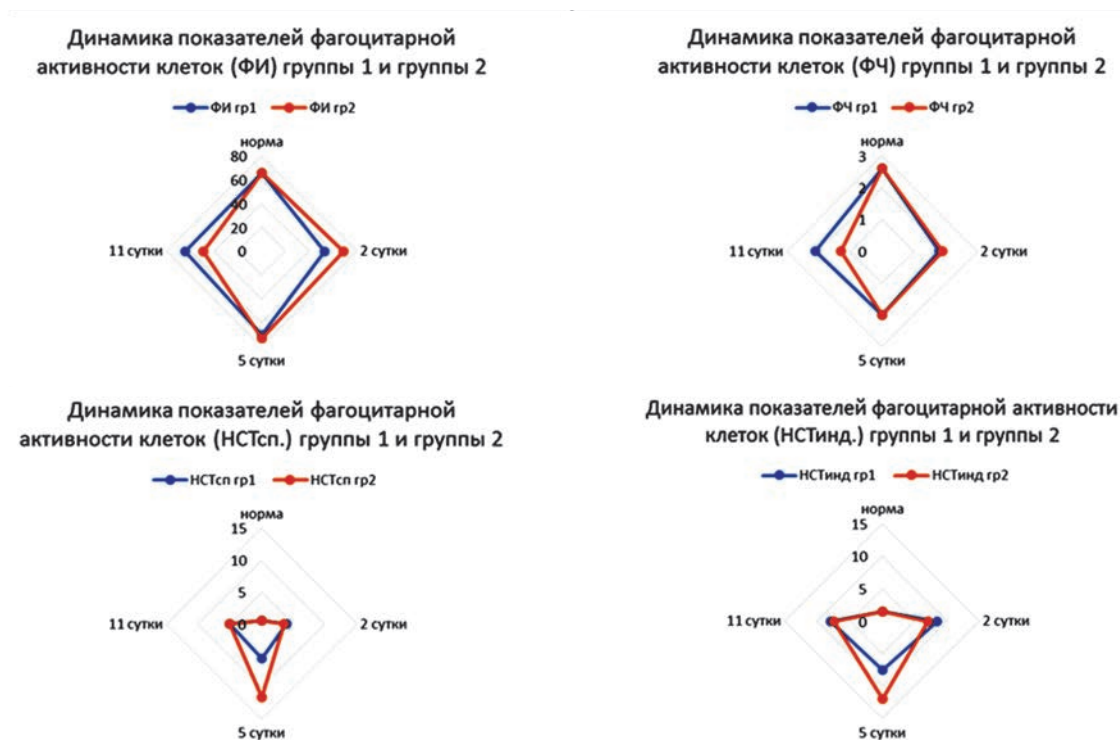 Динамика показателей фагоцитарной
активности клеток (ФИ) группы 1 и группы 2
ФИ гр1 ФИ гр2
норма
80
60
40
20
0
11 сутки
2 сутки
5 сутки
Динамика показателей фагоцитарной
активности клеток (ФЧ) группы 1 и группы 2
ФЧ гр1 ФЧ гр2
норма
3
2
1
0
11 сутки
2 сутки
5 сутки
Динамика показателей фагоцитарной
активности клеток (НСТсп.) группы 1 и группы 2
НСТсп гр1 НСТсп гр2
норма
15
10
5
0
11 сутки
2 сутки
5 сутки
Динамика показателей фагоцитарной активности
клеток (НСТинд.) группы 1 и группы 2
НСТинд гр1 НСТинд гр2
норма
15
10
5
0
11 сутки
2 сутки
5 сутки